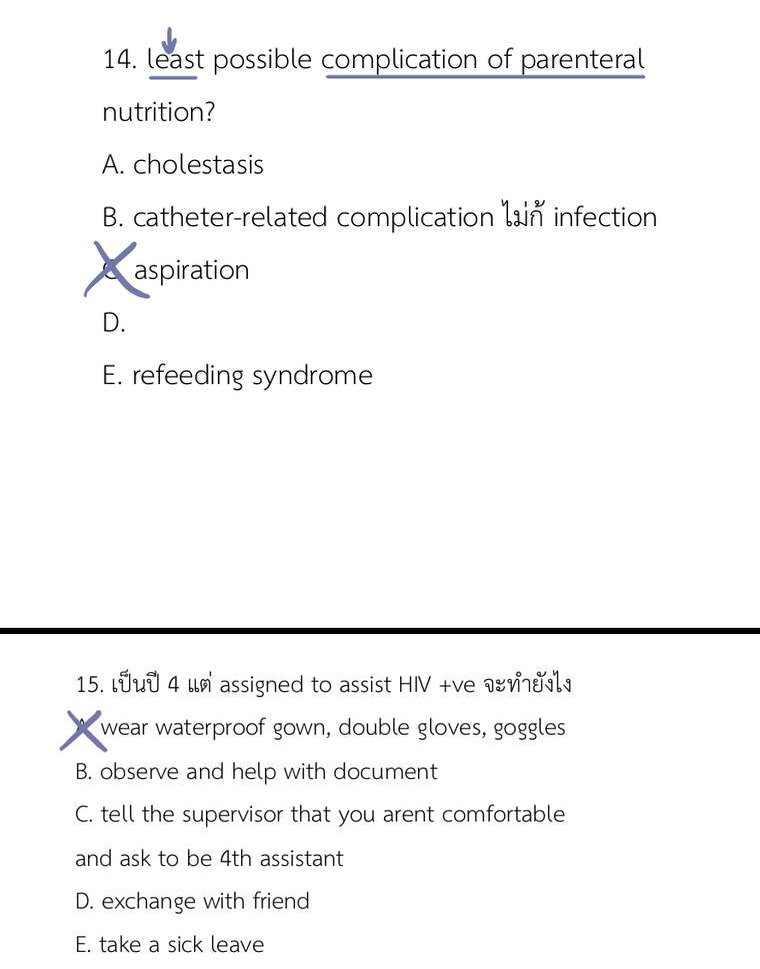 14. least possible complication of parenteral
nutrition?
A. cholestasis
B. catheter-related complication ไม่ก้ infection
aspiration
D.
E. refeeding syndrome
15. เป็นปี 4 แต่ assigned to assist HIV +ve จะทำยังไง
wear waterproof gown, double gloves, goggles
B. observe and help with document
C. tell the supervisor that you arent comfortable
and ask to be 4th assistant
D. exchange with friend
E. take a sick leave